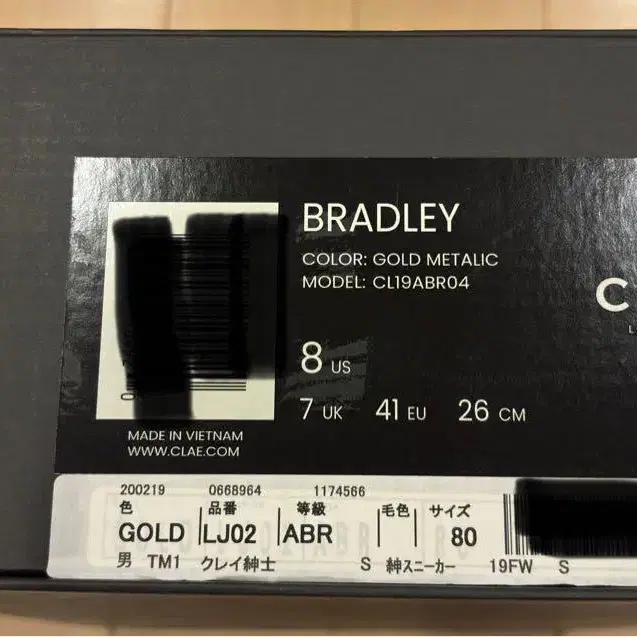 BRADLEY
COLOR: GOLD METALIC
MODEL: CL19ABR04
8 US
7 UK 41 EU 26 CM
MADE IN VIETNAM
WWW.CLAE.COM
200219 0668964 1174566
色 品番 等級 毛色 サイズ
GOLD LJ02 ABR 80
男 TM1 クレイ紳士 S 紳スニーカー 19FW S